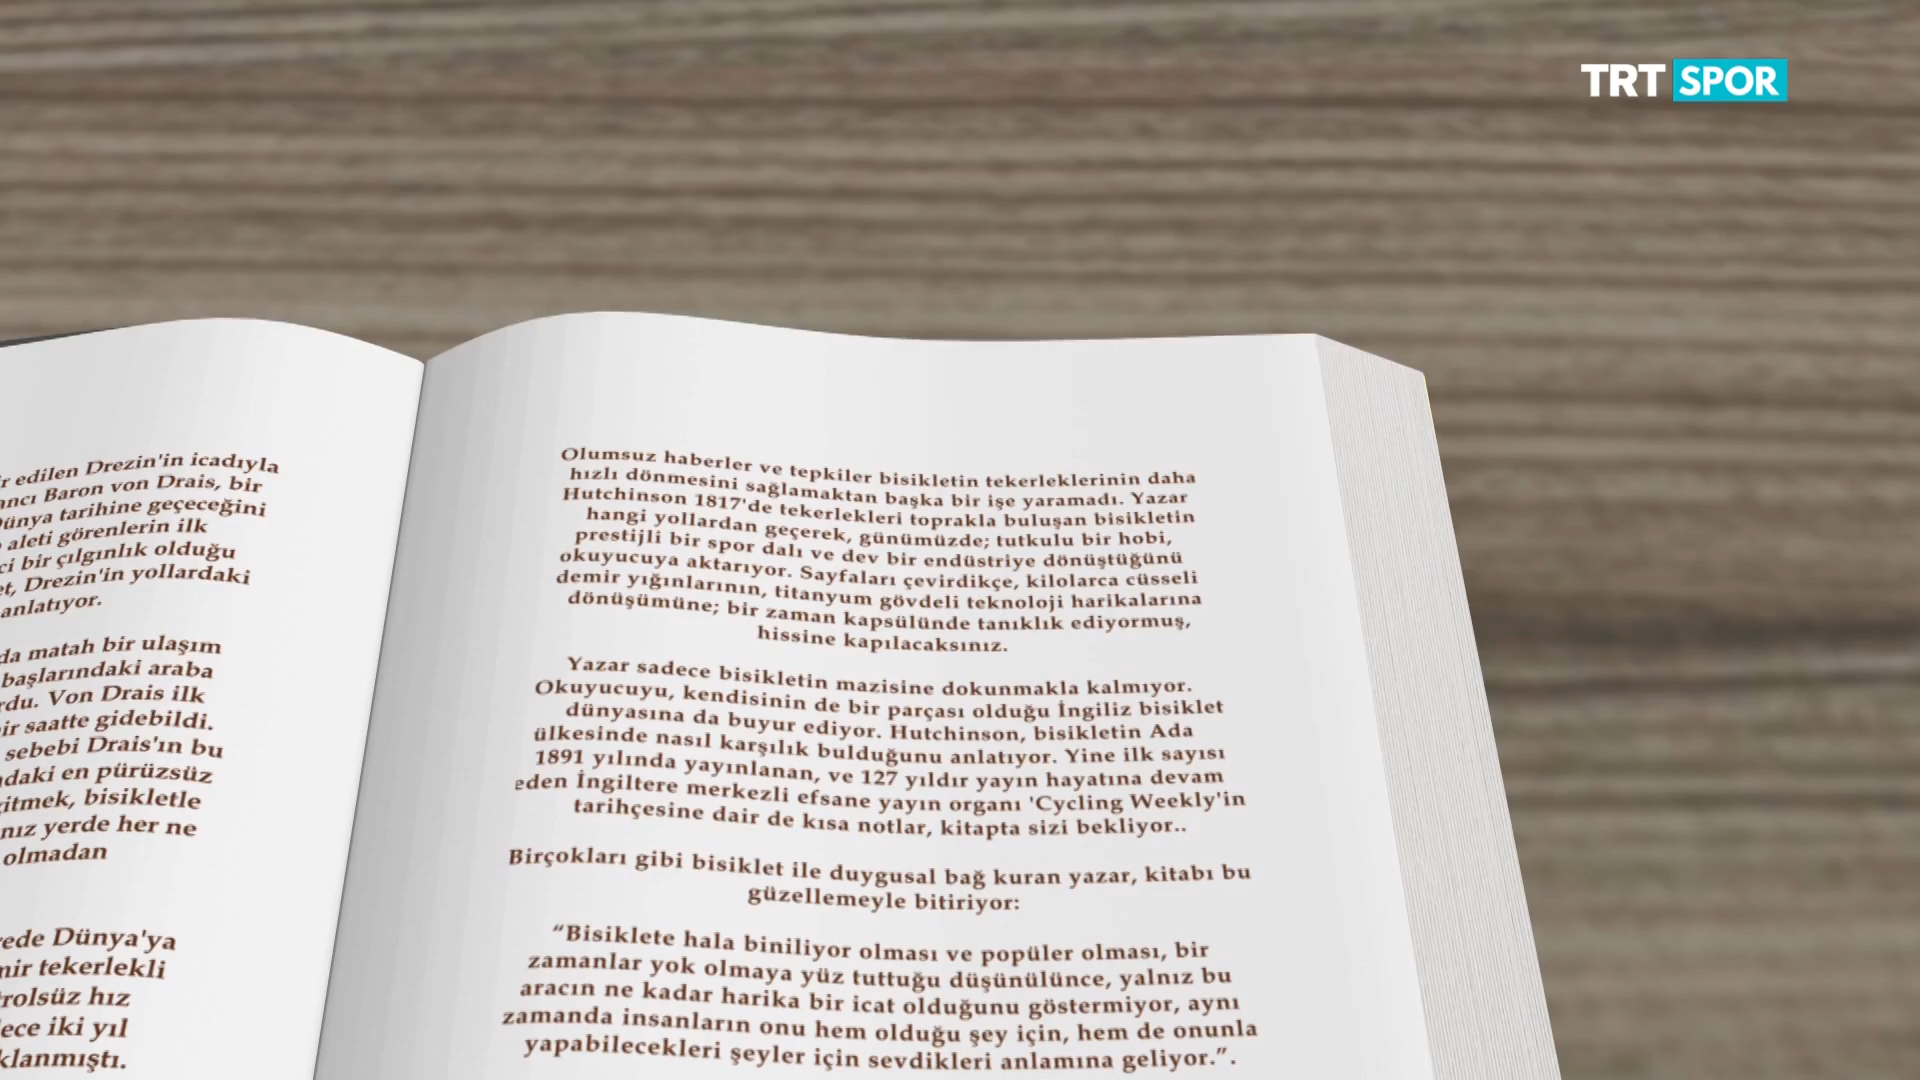 TRT SPOR
edilen Drezin'in icadıyla
Baron von Drais, bir
Dünya tarihine geçeceğini
aleti görenlerin ilk
bir çılgınlık olduğu
Drezin'in yollardaki
anlatıyor.
da matah bir ulaşım
başlarındaki araba
Von Drais ilk
saatte gidebildi.
sebebi Drais'ın bu
en pürüzsüz
gitmek, bisikletle
yerde her ne
olmadan
Dünya'ya
tekerlekli
hız
iki yıl
Olumsuz haberler ve tepkiler bisikletin tekerleklerinin daha
hızlı dönmesini sağlamaktan başka bir işe yaramadı. Yazar
Hutchinson 1817'de tekerlekleri toprakla buluşan bisikletin
hangi yollardan geçerek, günümüzde; tutkulu bir hobi,
prestijli bir spor dalı ve dev bir endüstriye dönüştüğünü
okuyucuya aktarıyor. Sayfaları çevirdikçe, kilolarca cüsseli
demir yığınlarının, titanyum gövdeli teknoloji harikalarına
dönüşümüne; bir zaman kapsülünde tanıklık ediyormuş,
hissine kapılacaksınız.
Yazar sadece bisikletin mazisine dokunmakla kalmıyor.
Okuyucuyu, kendisinin de bir parçası olduğu İngiliz bisiklet
dünyasına da buyur ediyor. Hutchinson, bisikletin Ada
ülkesinde nasıl karşılık bulduğunu anlatıyor. Yine ilk sayısı
1891 yılında yayınlanan, ve 127 yıldır yayın hayatına devam
eden İngiltere merkezli efsane yayın organı 'Cycling Weekly'in
tarihçesine dair de kısa notlar, kitapta sizi bekliyor..
Birçokları gibi bisiklet ile duygusal bağ kuran yazar, kitabı bu
güzellemeyle bitiriyor:
“Bisiklete hala biniliyor olması ve popüler olması, bir
zamanlar yok olmaya yüz tuttuğu düşünülünce, yalnız bu
aracın ne kadar harika bir icat olduğunu göstermiyor, aynı
zamanda insanların onu hem olduğu şey için, hem de onunla
yapabilecekleri şeyler için sevdikleri anlamına geliyor.”.